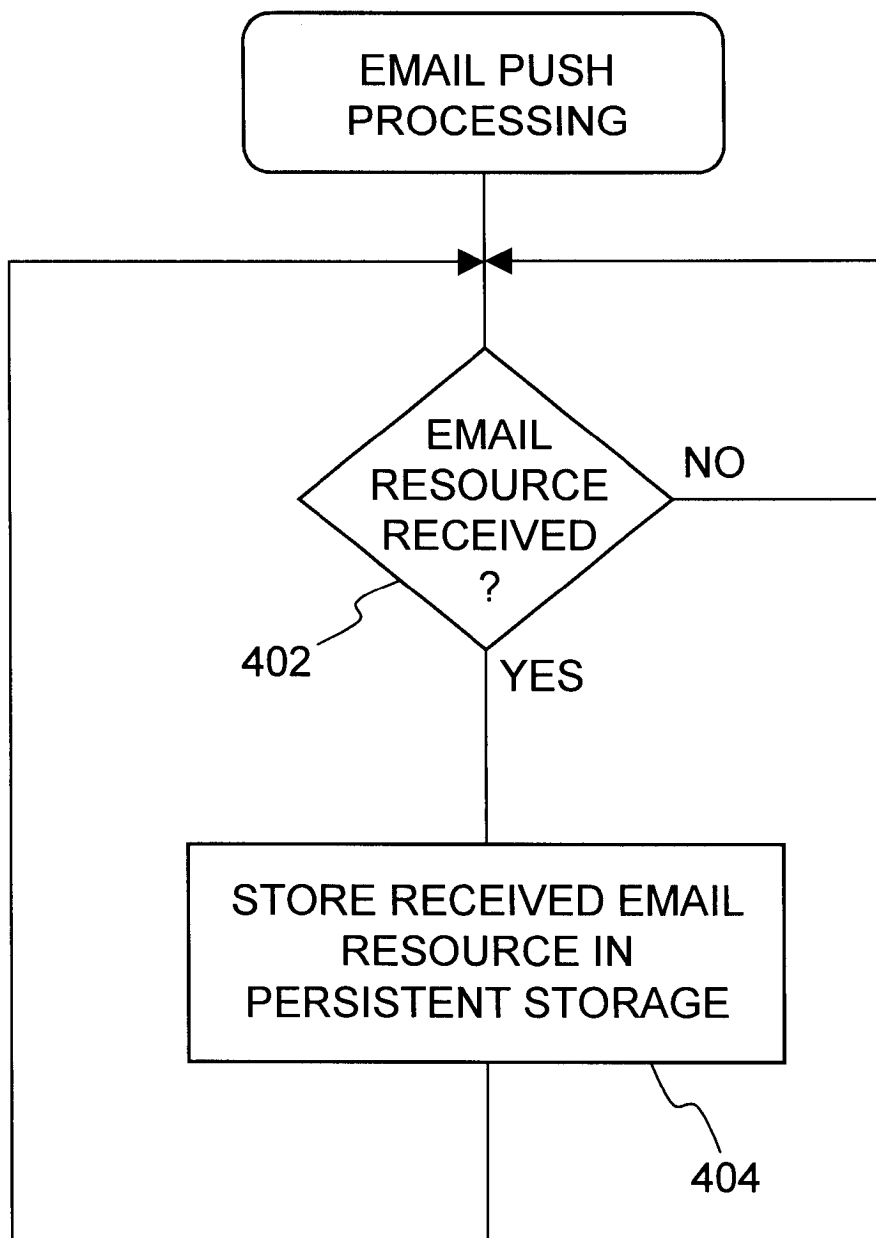 EMAIL PUSH
PROCESSING
EMAIL
RESOURCE
RECEIVED
?
NO
402
YES
STORE RECEIVED EMAIL
RESOURCE IN
PERSISTENT STORAGE
404